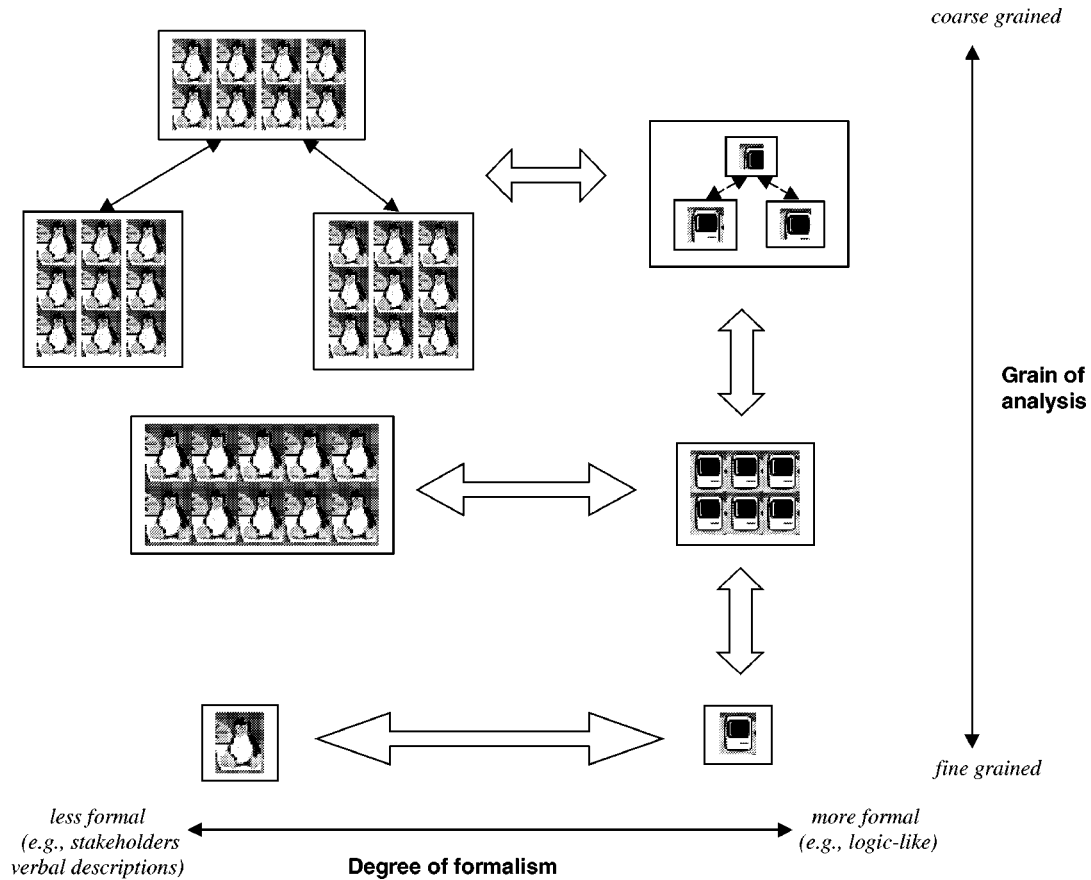 coarse grained
Grain of
analysis
fine grained
less formal
(e.g., stakeholders
verbal descriptions)
more formal
(e.g., logic-like)
Degree of formalism